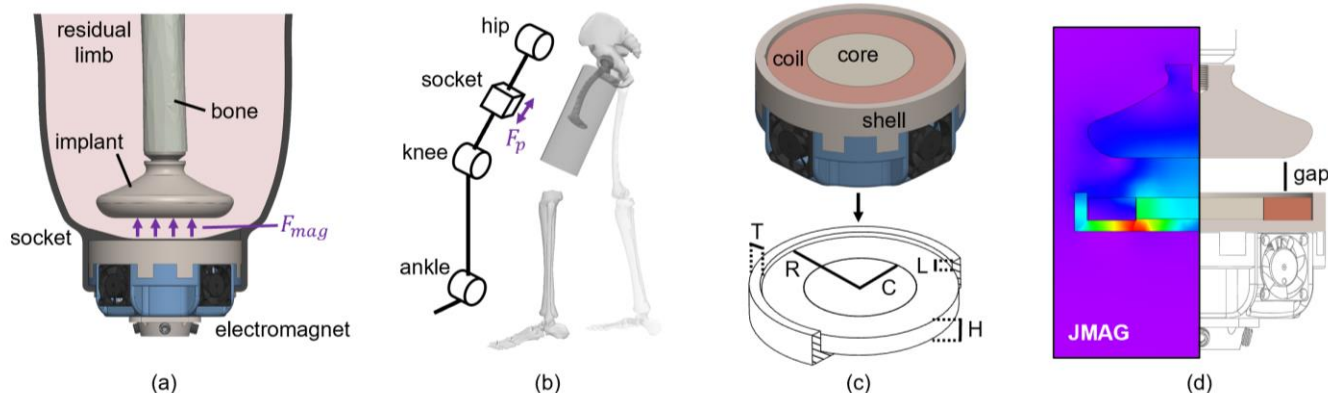 residual
limb
bone
implant
F_mag
socket
electromagnet
(a)
hip
socket
F_p
knee
ankle
(b)
coil
core
shell
T
R
L
C
H
(c)
gap
JMAG
(d)